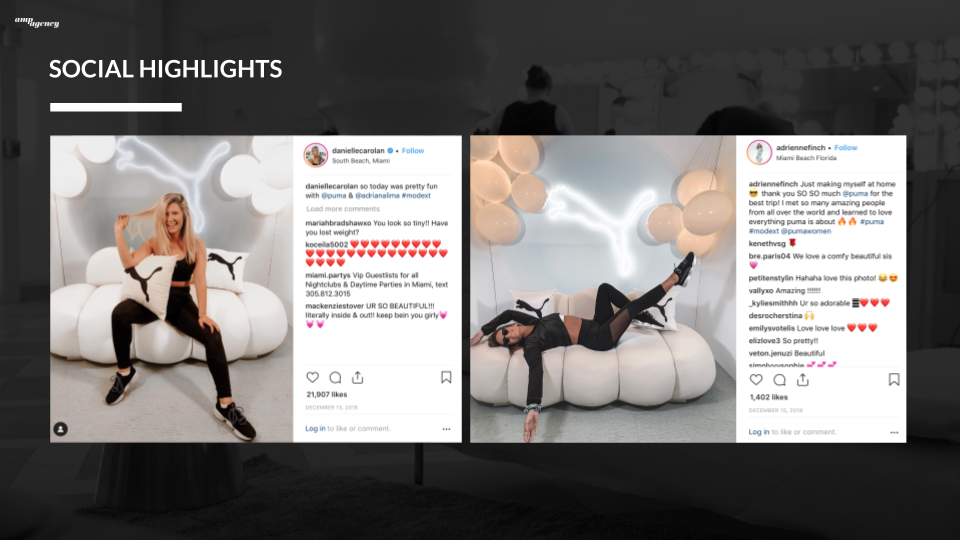 amp agency
SOCIAL HIGHLIGHTS
daniellecarolan • Follow
South Beach, Miami
daniellecarolan so today was pretty fun
with @puma & @adrianalima #modext
Load more comments
mariahbradshawxo You look so tiny!! Have
you lost weight?
koceila5002 ❤️❤️❤️❤️❤️❤️❤️❤️❤️❤️
❤️❤️❤️❤️❤️❤️❤️❤️❤️❤️❤️❤️❤️❤️❤️
❤️❤️❤️❤️
miami.partys Vip Guestlists for all
Nightclubs & Daytime Parties in Miami, text
305.812.3015
mackenziestover UR SO BEAUTIFUL!!!
literally inside & out!! keep bein you girly💓
💓💓
21,907 likes
DECEMBER 13, 2018
Log in to like or comment.
adriennefinch • Follow
Miami Beach Florida
adriennefinch Just making myself at home
😎 thank you SO SO much @puma for the
best trip! I met so many amazing people
from all over the world and learned to love
everything puma is about 🔥🔥 #puma
#modext @pumawomen
kenethvsg 🌹
bre.paris04 We love a comfy beautiful sis
💗
petitenstylin Hahaha love this photo! 😂😍
vallyxo Amazing !!!!!!!
_kyliesmithhh Ur so adorable ❤️❤️❤️
desrocherstina 🙌
emilysvotelis Love love love ❤️❤️❤️
elizlove3 So pretty!!
veton.jenuzi Beautiful
simplyyysophie 💕💕💕
1,402 likes
DECEMBER 15, 2018
Log in to like or comment.